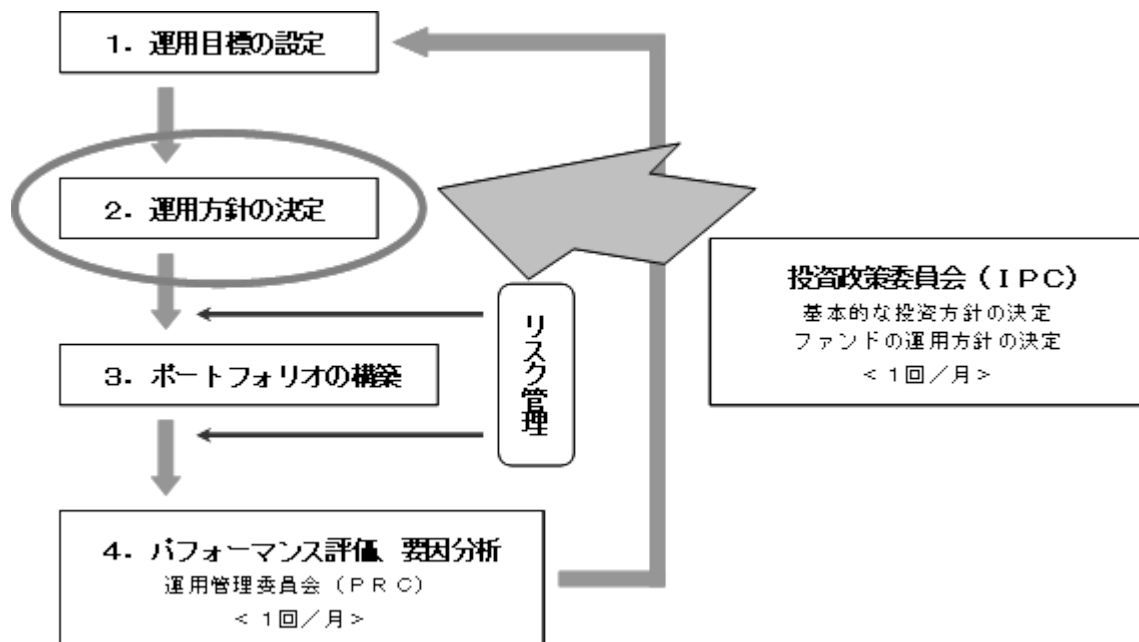 1．運用目標の設定
2．運用方針の決定
投資政策委員会（ＩＰＣ）
基本的な投資方針の決定
ファンドの運用方針の決定
＜１回／月＞
リスク管理
3．ポートフォリオの構築
4．パフォーマンス評価、要因分析
運用管理委員会（ＰＲＣ）
＜１回／月＞